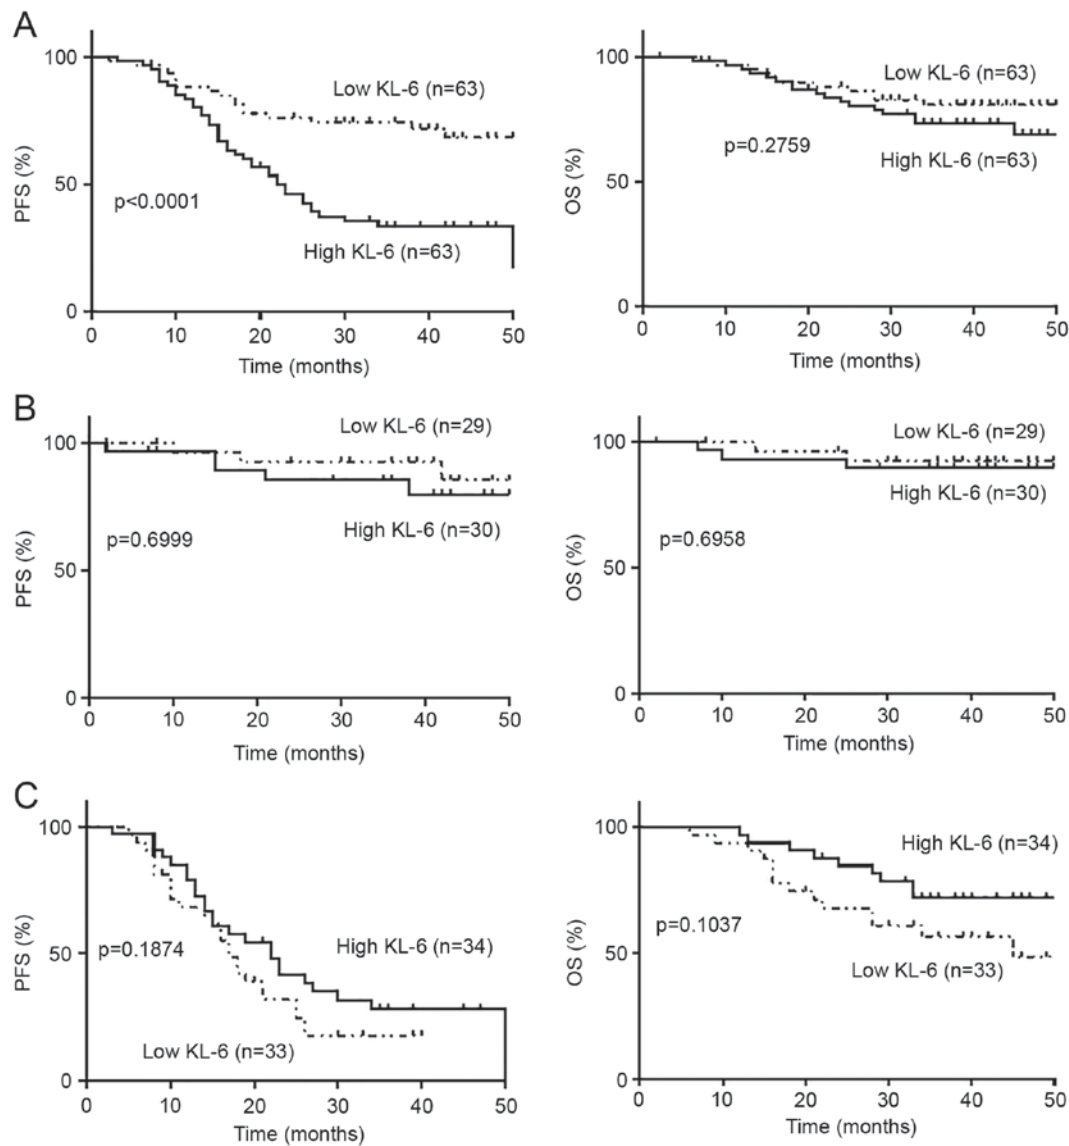 A
100
50
0
PFS (%)
Low KL-6 (n=63)
p<0.0001
High KL-6 (n=63)
0 10 20 30 40 50
Time (months)
100
50
0
OS (%)
Low KL-6 (n=63)
p=0.2759
High KL-6 (n=63)
0 10 20 30 40 50
Time (months)
B
100
50
0
PFS (%)
Low KL-6 (n=29)
High KL-6 (n=30)
p=0.6999
0 10 20 30 40 50
Time (months)
100
50
0
OS (%)
Low KL-6 (n=29)
High KL-6 (n=30)
p=0.6958
0 10 20 30 40 50
Time (months)
C
100
50
0
PFS (%)
p=0.1874
High KL-6 (n=34)
Low KL-6 (n=33)
0 10 20 30 40 50
Time (months)
100
50
0
OS (%)
High KL-6 (n=34)
p=0.1037
Low KL-6 (n=33)
0 10 20 30 40 50
Time (months)